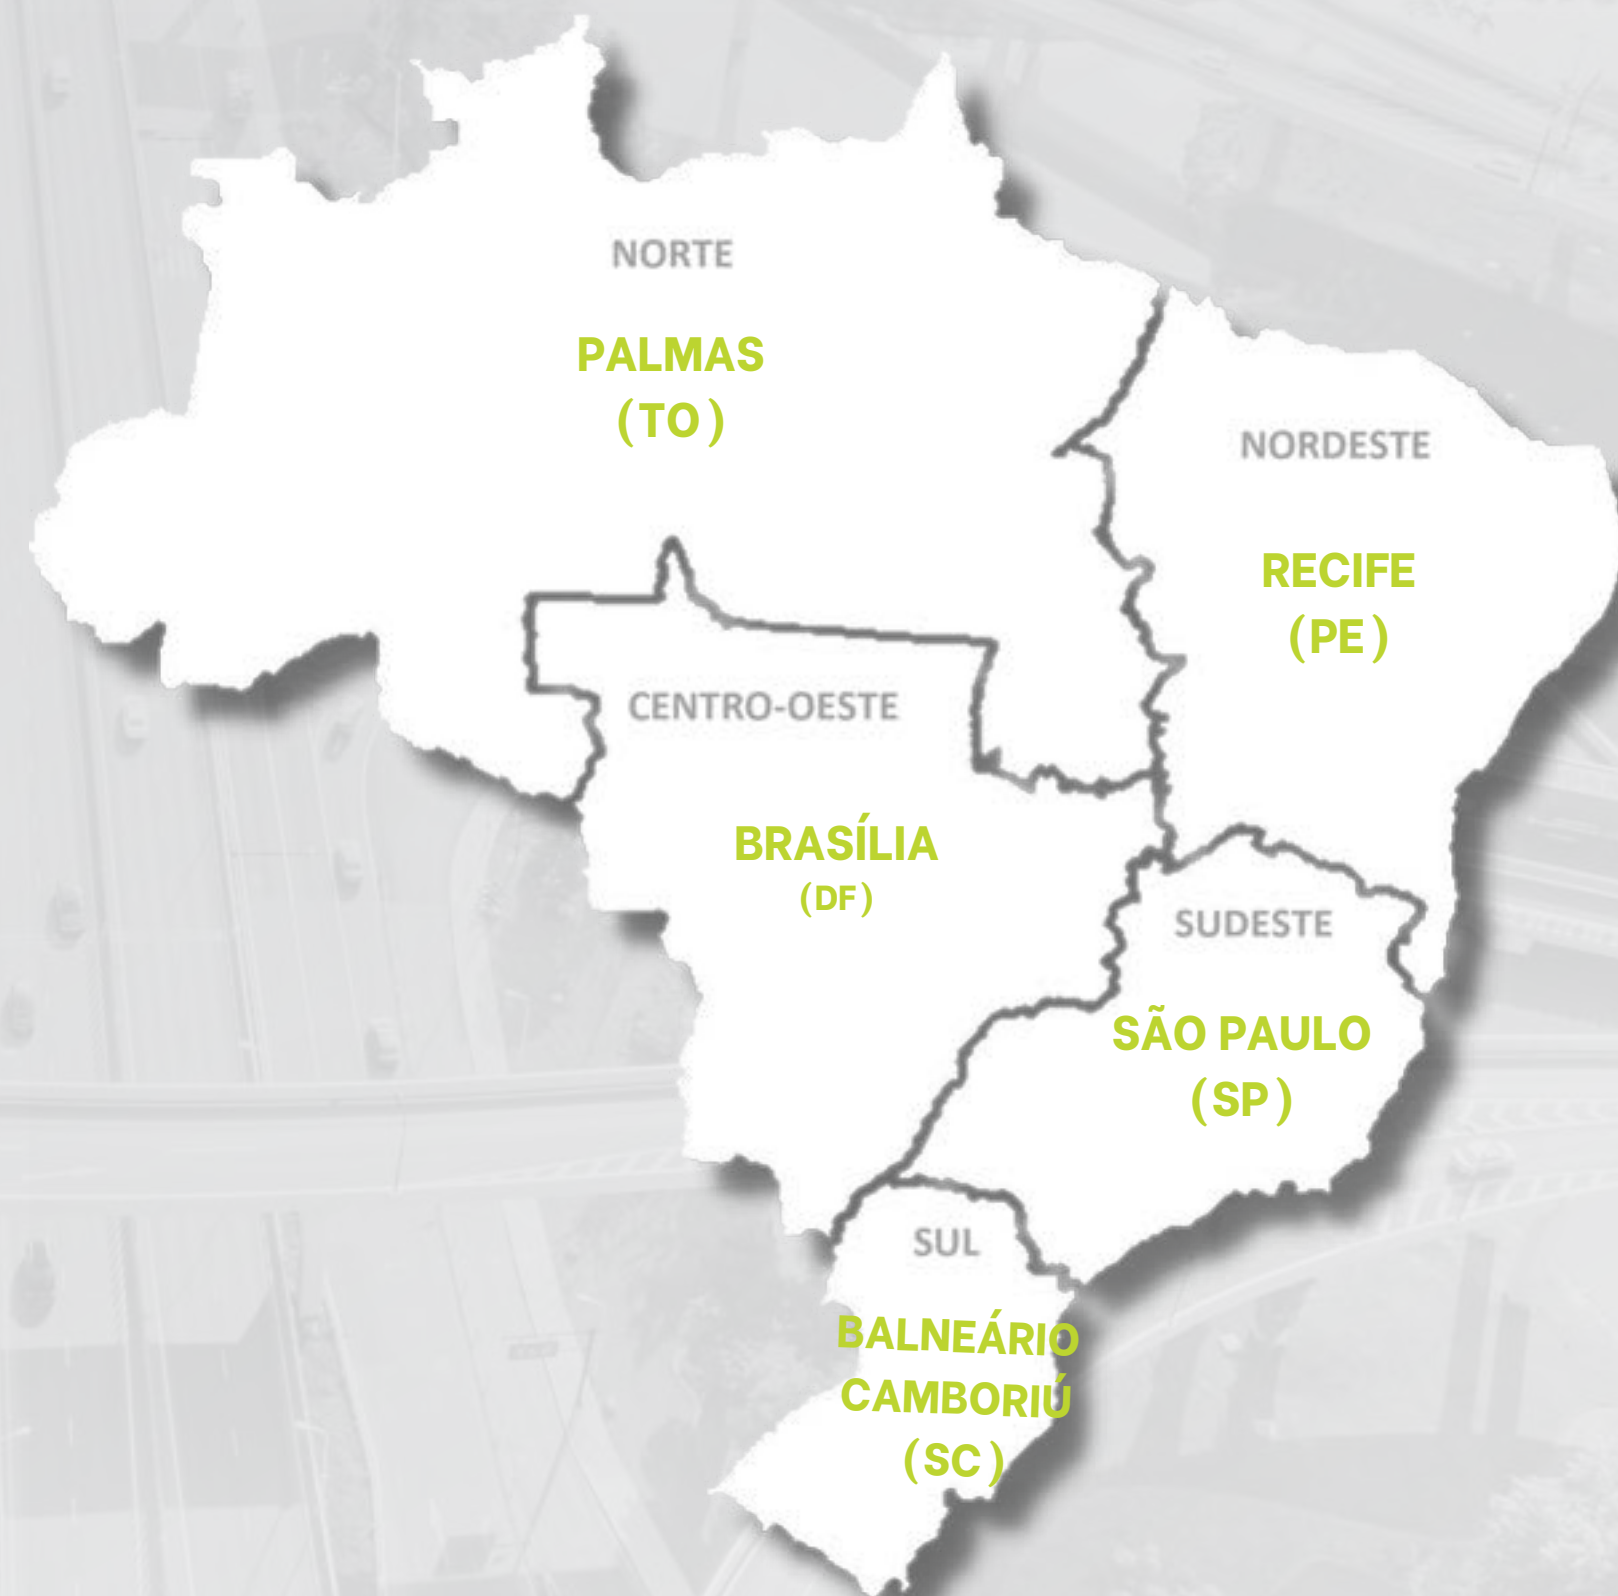 NORTE
PALMAS
(TO)
NORDESTE
RECIFE
(PE)
CENTRO-OESTE
BRASÍLIA
(DF)
SUDESTE
SÃO PAULO
(SP)
SUL
BALNEÁRIO
CAMBORIÚ
(SC)